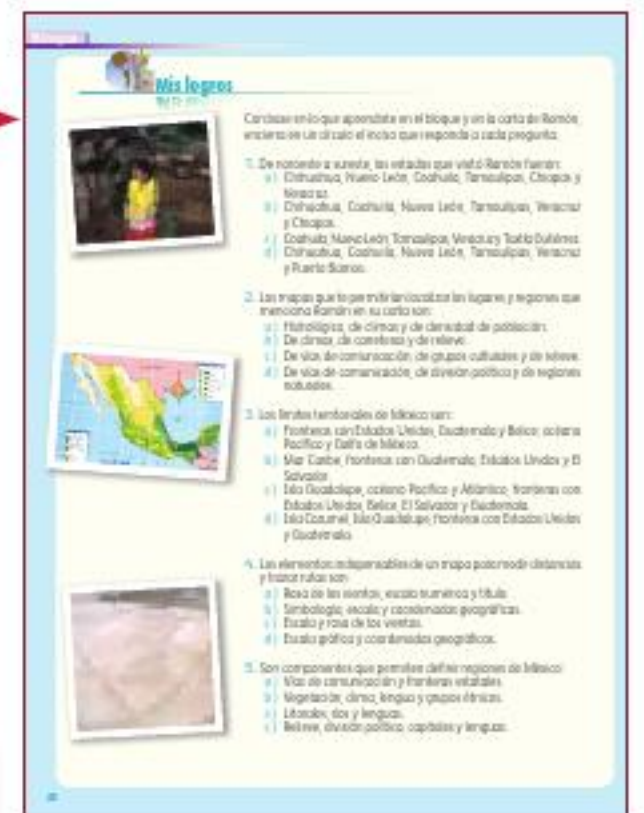 Mis logros
Con base en lo que aprendiste en el bloque y en la carta de Ramón,
encierra en un círculo el inciso que responda a cada pregunta.
1. De noroeste a sureste, los estados que visitó Ramón fueron:
a) Chihuahua, Nuevo León, Coahuila, Tamaulipas, Chiapas y
Veracruz.
b) Chihuahua, Coahuila, Nuevo León, Tamaulipas, Veracruz
y Chiapas.
c) Coahuila, Nuevo León, Tamaulipas, Veracruz y Tuxtla Gutiérrez.
d) Chihuahua, Coahuila, Nuevo León, Tamaulipas, Veracruz
y Puerto
2. Los mapas que te permitirían localizar los lugares y regiones que
menciona Ramón en su carta son:
a) de climas y de densidad de población.
b) De climas, de carreteras y de relieve.
c) De vías de comunicación, de grupos culturales y de relieve.
d) De vías de comunicación, de división política y de regiones
naturales.
3. Los límites territoriales de México son:
a) Fronteras con Estados Unidos, Guatemala y Belice; océano
Pacífico y Golfo de México.
b) Mar Caribe, fronteras con Guatemala, Estados Unidos y El
Salvador.
c) Isla Guadalupe, océano Pacífico y Atlántico; fronteras con
Estados Unidos, Belice, El Salvador y Guatemala.
d) Isla Cozumel, Isla Guadalupe, fronteras con Estados Unidos
y Guatemala.
4. Los elementos indispensables de un mapa para medir distancias
y trazar rutas son:
a) Rosa de los vientos, escala numérica y título.
b) Simbología, escala y coordenadas geográficas.
c) Escala y rosa de los vientos.
d) Escala gráfica y coordenadas geográficas.
5. Son componentes que permiten definir regiones de México:
a) Vías de comunicación y fronteras estatales.
b) Vegetación, clima, lengua y grupos étnicos.
c) Litorales, ríos y lenguas.
Relieve, división política, capitales y lenguas.